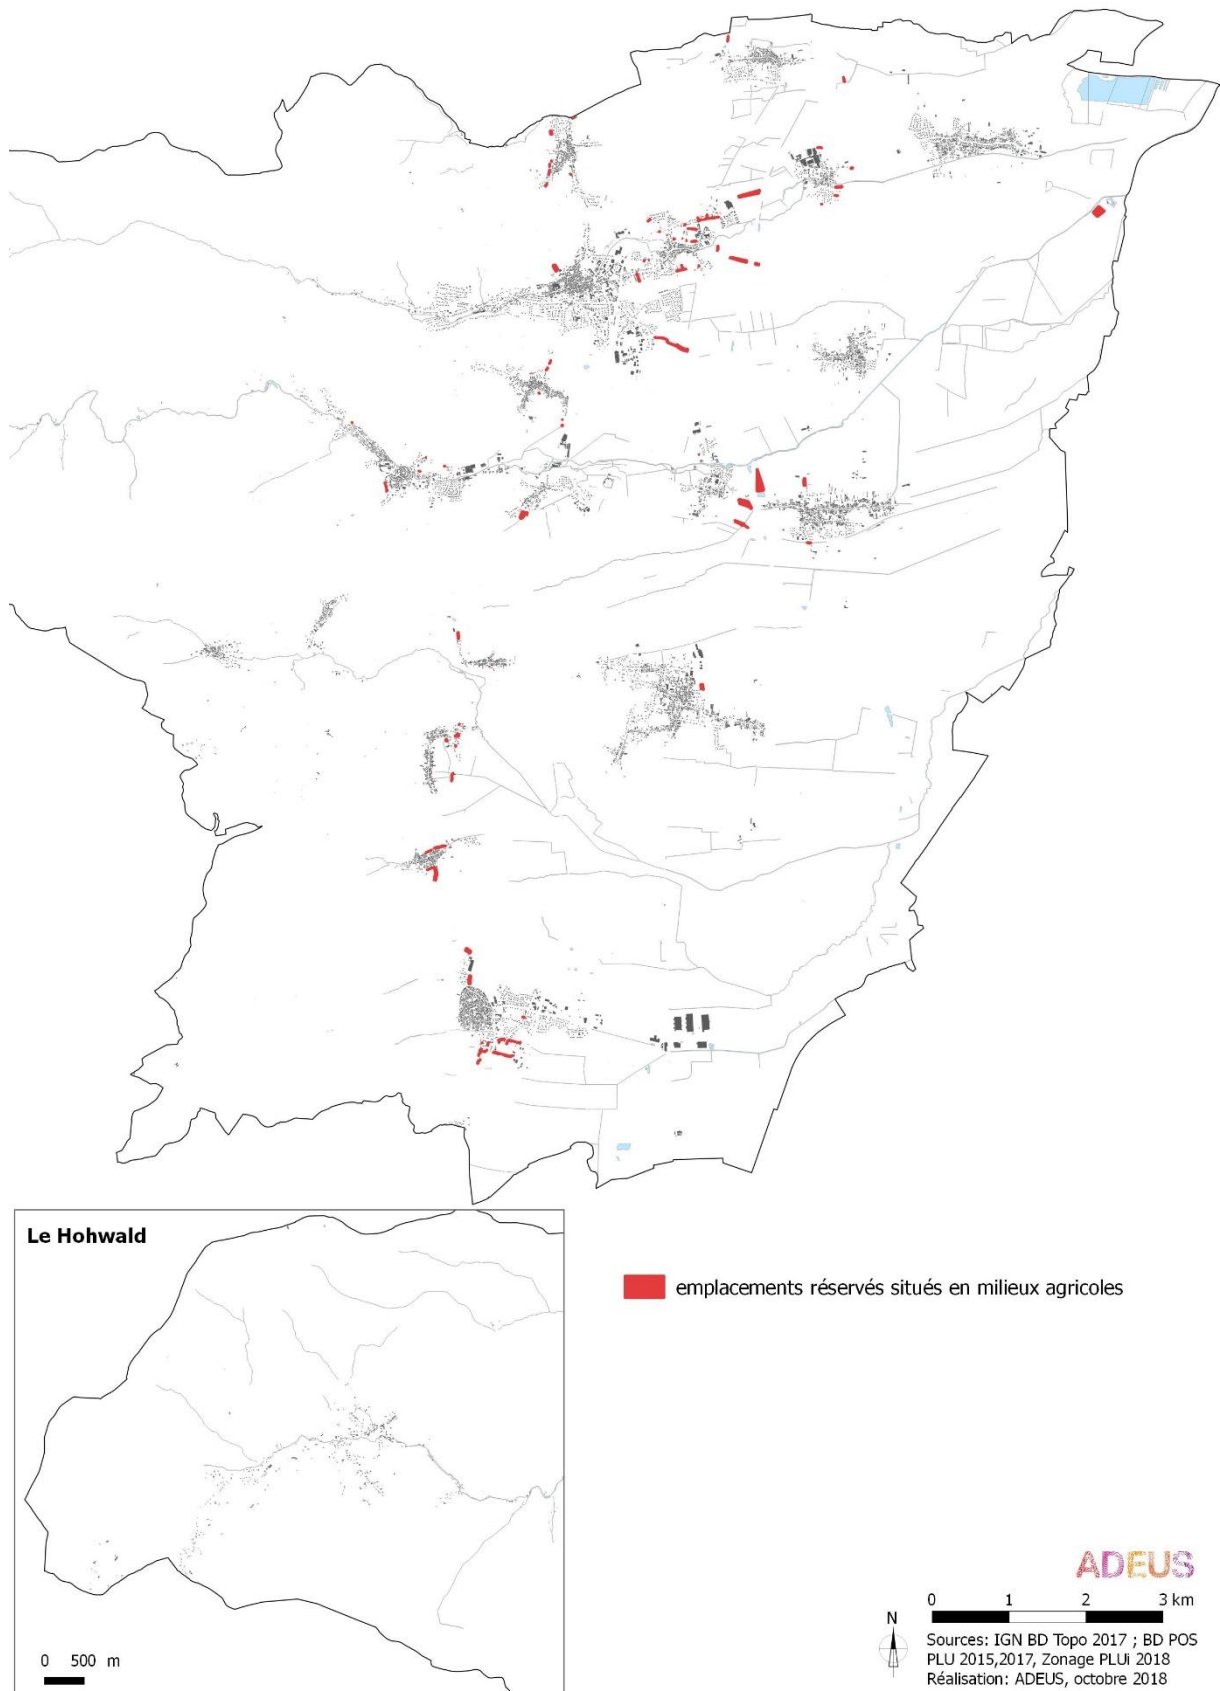 Le Hohwald
emplacements réservés situés en milieux agricoles
0 500 m
ADEUS
0 1 2 3 km
N
Sources: IGN BD Topo 2017 ; BD POS
PLU 2015,2017, Zonage PLUi 2018
Réalisation: ADEUS, octobre 2018